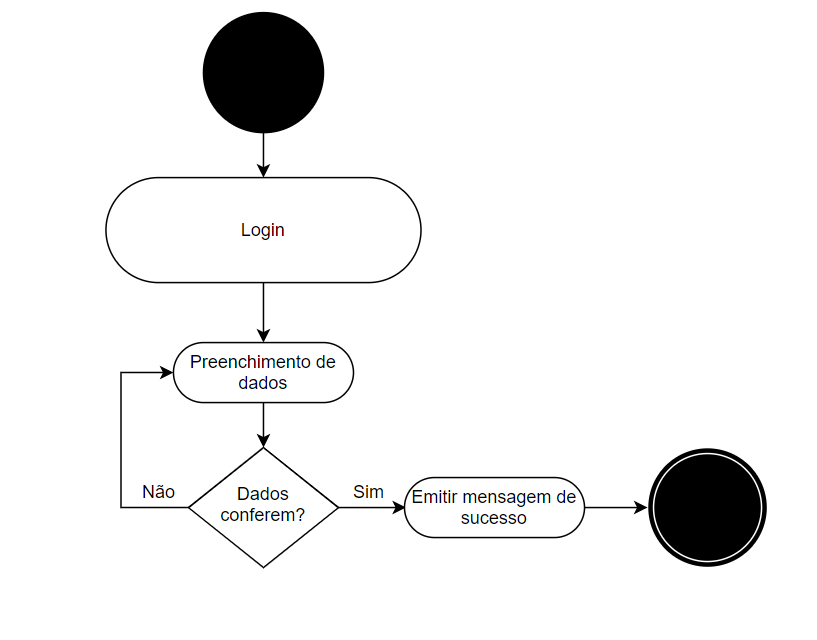 Login
Preenchimento de
dados
Não
Dados
conferem?
Sim
Emitir mensagem de
sucesso